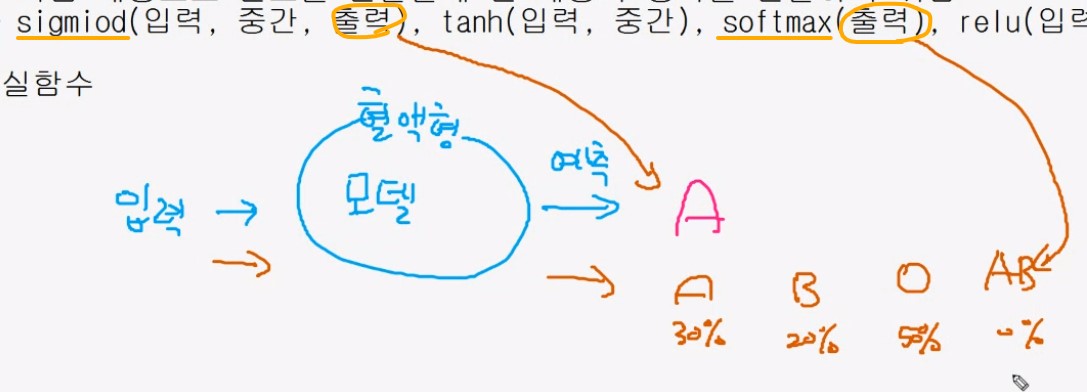 sigmiod(입력, 중간, 출력), tanh(입력, 중간), softmax(출력), relu(입력
실함수
혈액형
모델
예측
입력 → → A
→ → A B O AB
30% 20% 50% 0%